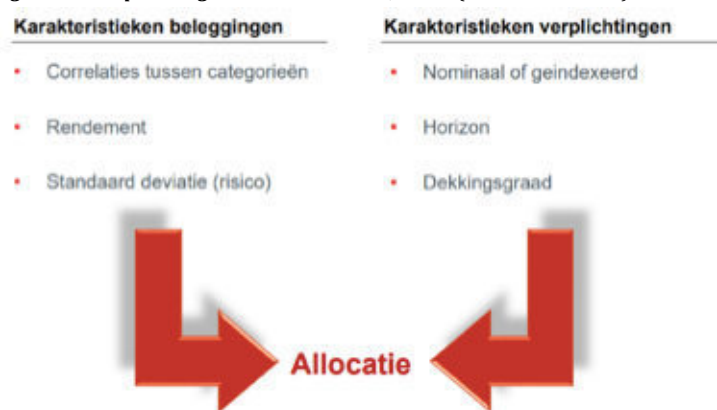 Karakteristieken beleggingen
Correlaties tussen categorieën
Rendement
Standaard deviatie (risico)
Karakteristieken verplichtingen
Nominaal of geindexeerd
Horizon
Dekkingsgraad
Allocatie